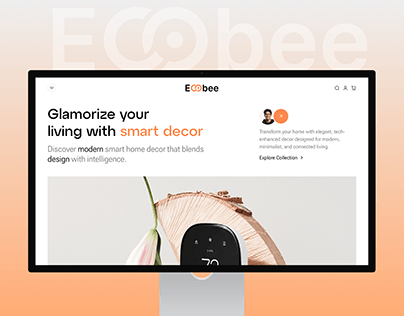 ECObee
ECObee
Glamorize your
living with smart decor
Discover modern smart home decor that blends
design with intelligence.
Transform your home with elegant, tech-
enhanced decor designed for modern,
minimalist, and connected living.
Explore Collection >